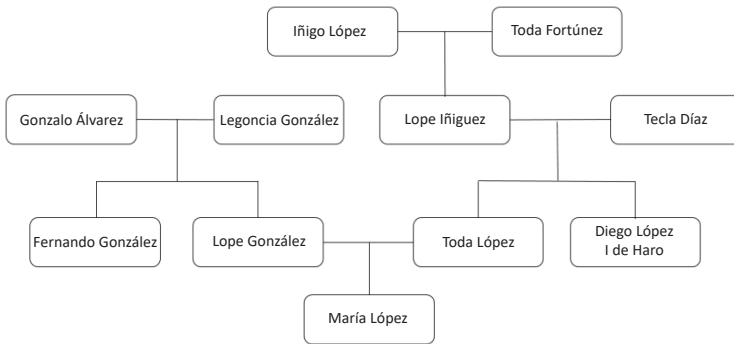 Iñigo López
Toda Fortúnez
Gonzalo Álvarez
Legoncia González
Lope Iñiguez
Tecla Díaz
Fernando González
Lope González
Toda López
Diego López
I de Haro
María López